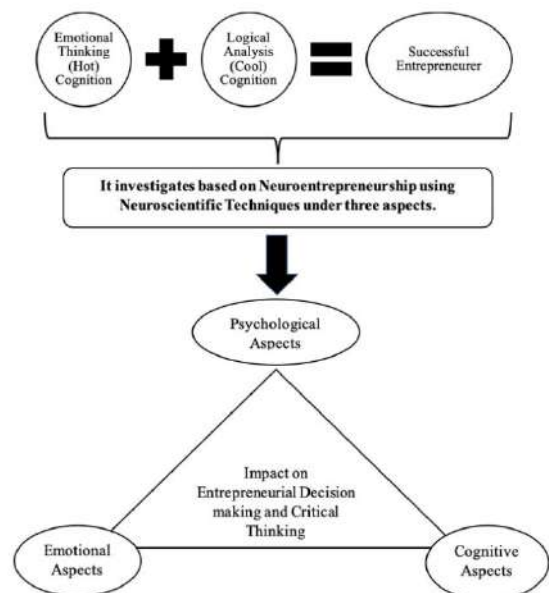 Emotional
Thinking
(Hot)
Cognition
Logical
Analysis
(Cool)
Cognition
Successful
Entrepreneurer
It investigates based on Neuroentrepreneurship using
Neuroscientific Techniques under three aspects.
Psychological
Aspects
Impact on
Entrepreneurial Decision
making and Critical
Thinking
Emotional
Aspects
Cognitive
Aspects